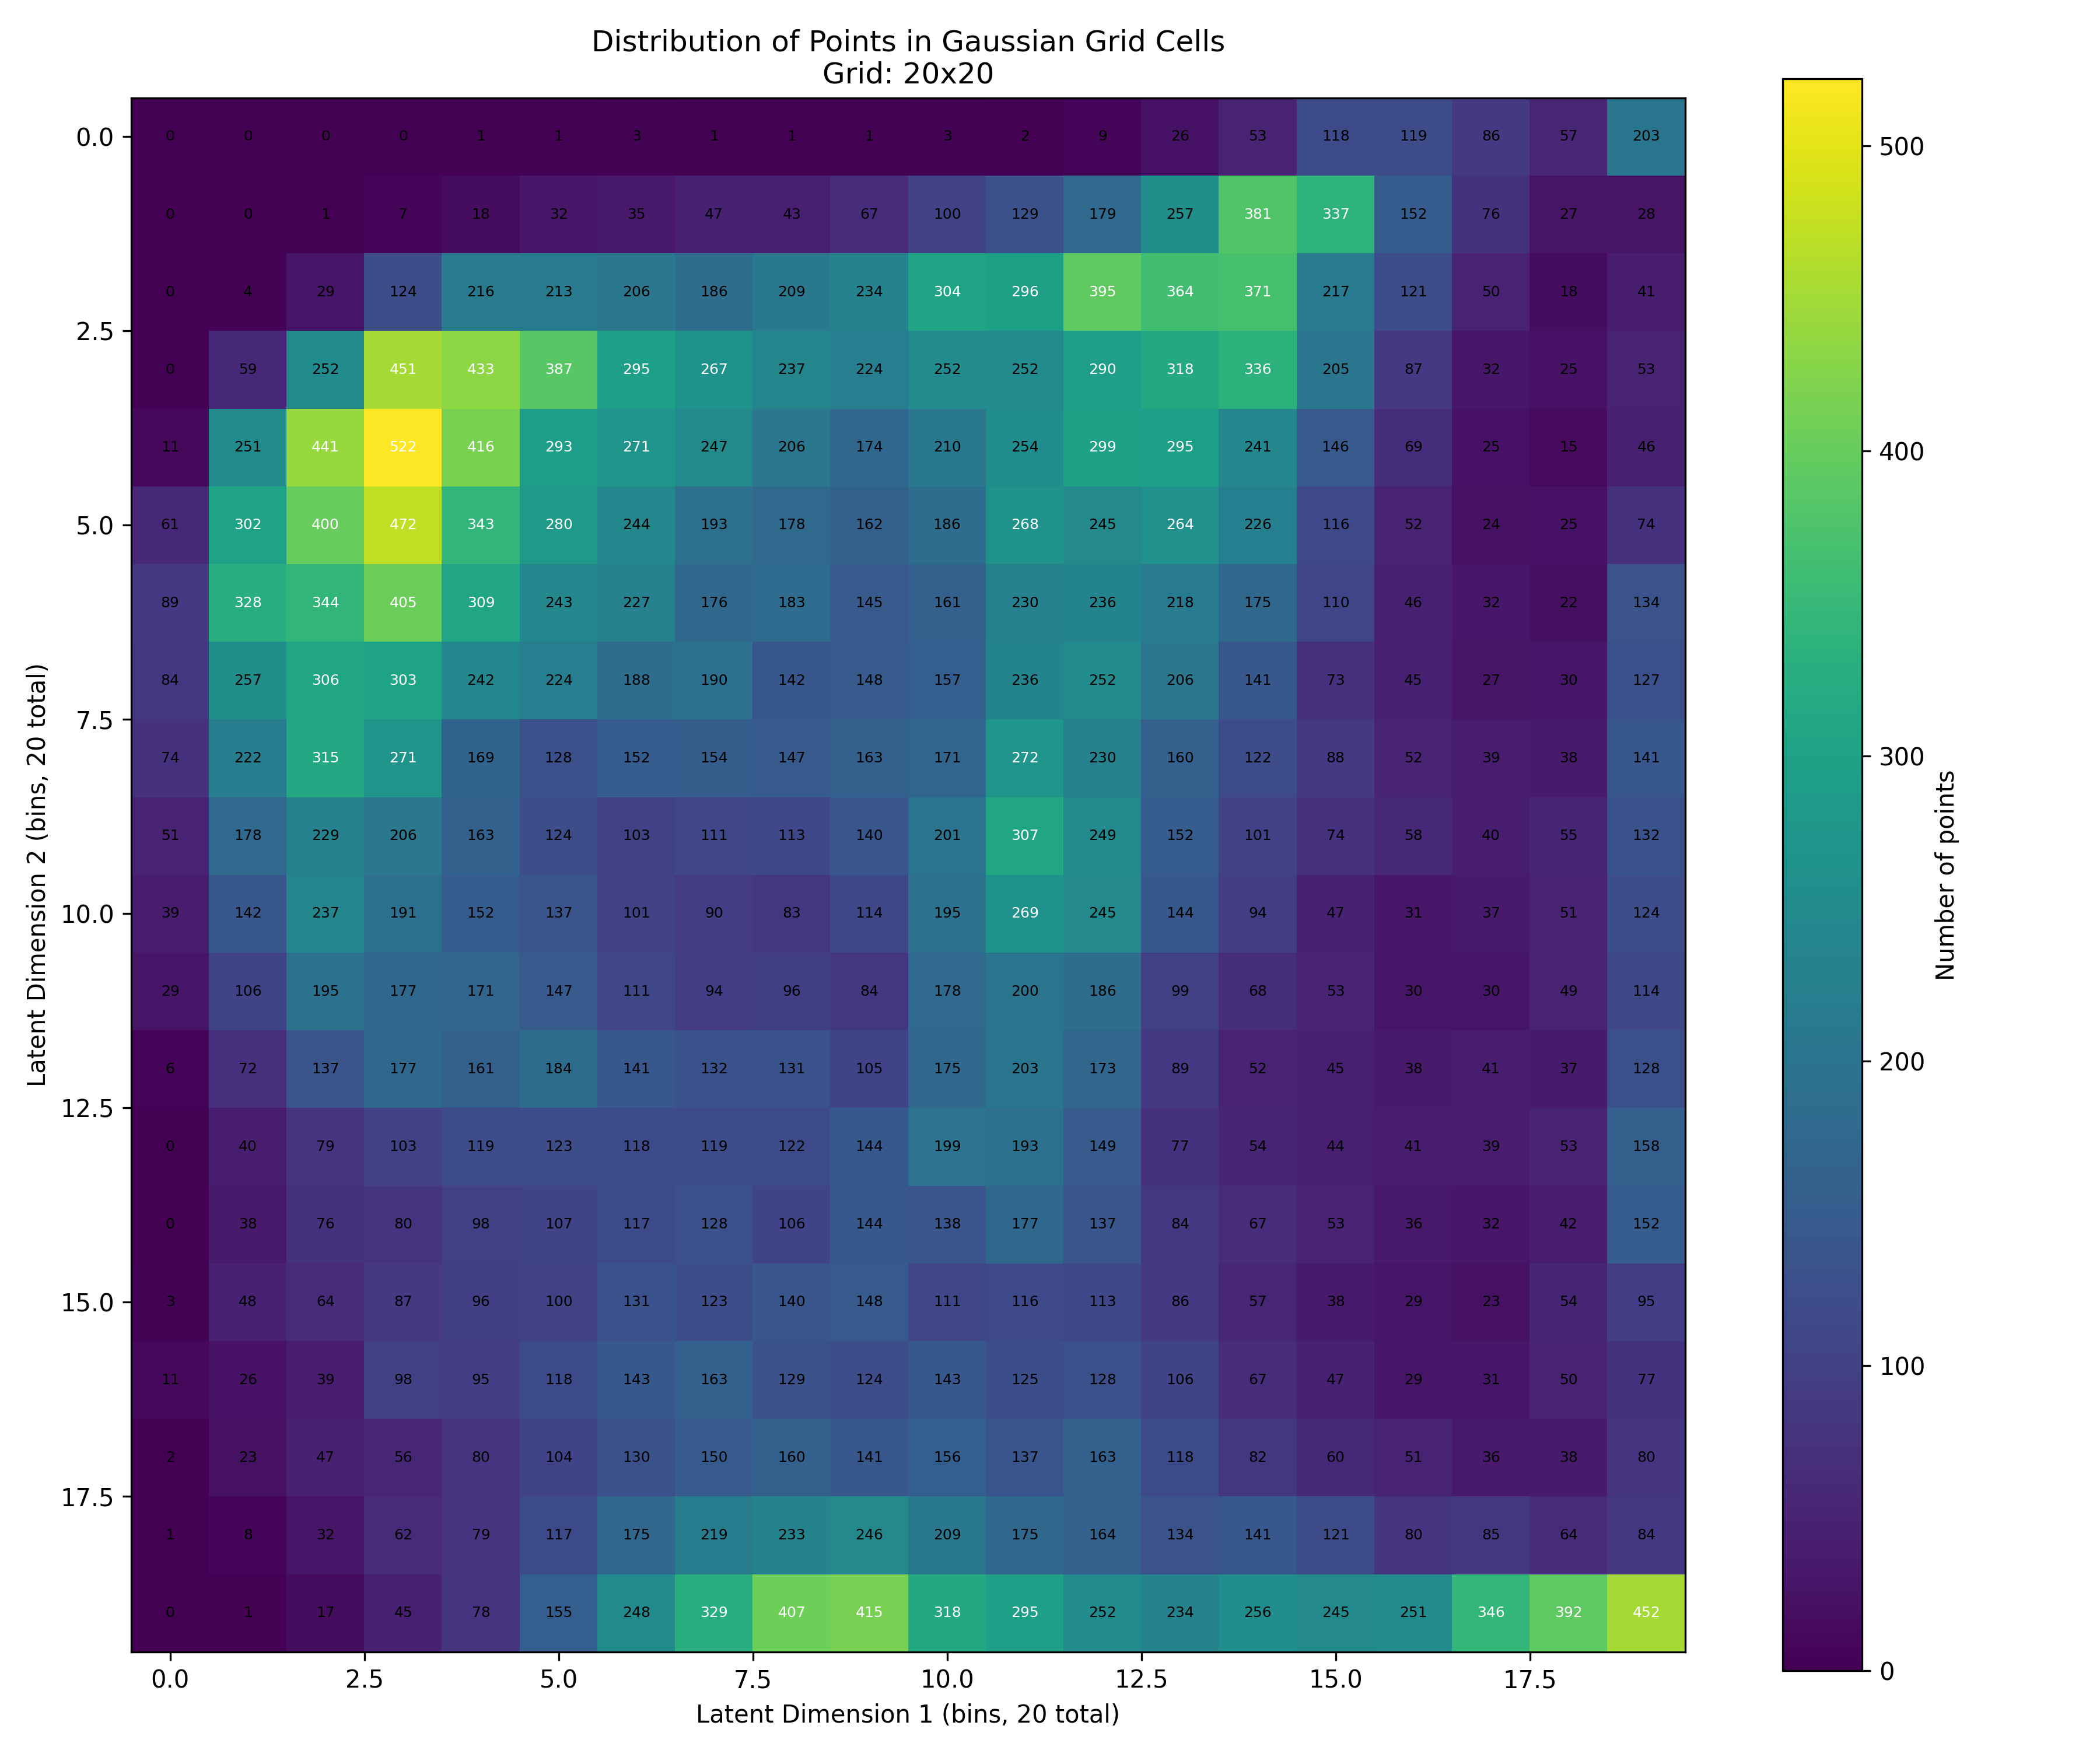 Distribution of Points in Gaussian Grid Cells
Grid: 20x20
0.0 0 0 0 0 1 1 3 1 1 1 3 2 9 26 53 118 119 86 57 203
0 0 1 7 18 32 35 47 43 67 100 129 179 257 381 337 152 76 27 28
0 4 29 124 216 213 206 186 209 234 304 296 395 364 371 217 121 50 18 41
2.5
0 59 252 451 433 387 295 267 237 224 252 252 290 318 336 205 87 32 25 53
11 251 441 522 416 293 271 247 206 174 210 254 299 295 241 146 69 25 15 46
5.0 61 302 400 472 343 280 244 193 178 162 186 268 245 264 226 116 52 24 25 74
89 328 344 405 309 243 227 176 183 145 161 230 236 218 175 110 46 32 22 134
84 257 306 303 242 224 188 190 142 148 157 236 252 206 141 73 45 27 30 127
7.5
74 222 315 271 169 128 152 154 147 163 171 272 230 160 122 88 52 39 38 141
51 178 229 206 163 124 103 111 113 140 201 307 249 152 101 74 58 40 55 132
10.0 39 142 237 191 152 137 101 90 83 114 195 269 245 144 94 47 31 37 51 124
29 106 195 177 171 147 111 94 96 84 178 200 186 99 68 53 30 30 49 114
6 72 137 177 161 184 141 132 131 105 175 203 173 89 52 45 38 41 37 128
12.5
0 40 79 103 119 123 118 119 122 144 199 193 149 77 54 44 41 39 53 158
0 38 76 80 98 107 117 128 106 144 138 177 137 84 67 53 36 32 42 152
15.0 3 48 64 87 96 100 131 123 140 148 111 116 113 86 57 38 29 23 54 95
11 26 39 98 95 118 143 163 129 124 143 125 128 106 67 47 29 31 50 77
2 23 47 56 80 104 130 150 160 141 156 137 163 118 82 60 51 36 38 80
17.5
1 8 32 62 79 117 175 219 233 246 209 175 164 134 141 121 80 85 64 84
0 1 17 45 78 155 248 329 407 415 318 295 252 234 256 245 251 346 392 452
0.0 2.5 5.0 7.5 10.0 12.5 15.0 17.5
Latent Dimension 1 (bins, 20 total)
Latent Dimension 2 (bins, 20 total)
500
400
300
200
100
0
Number of points